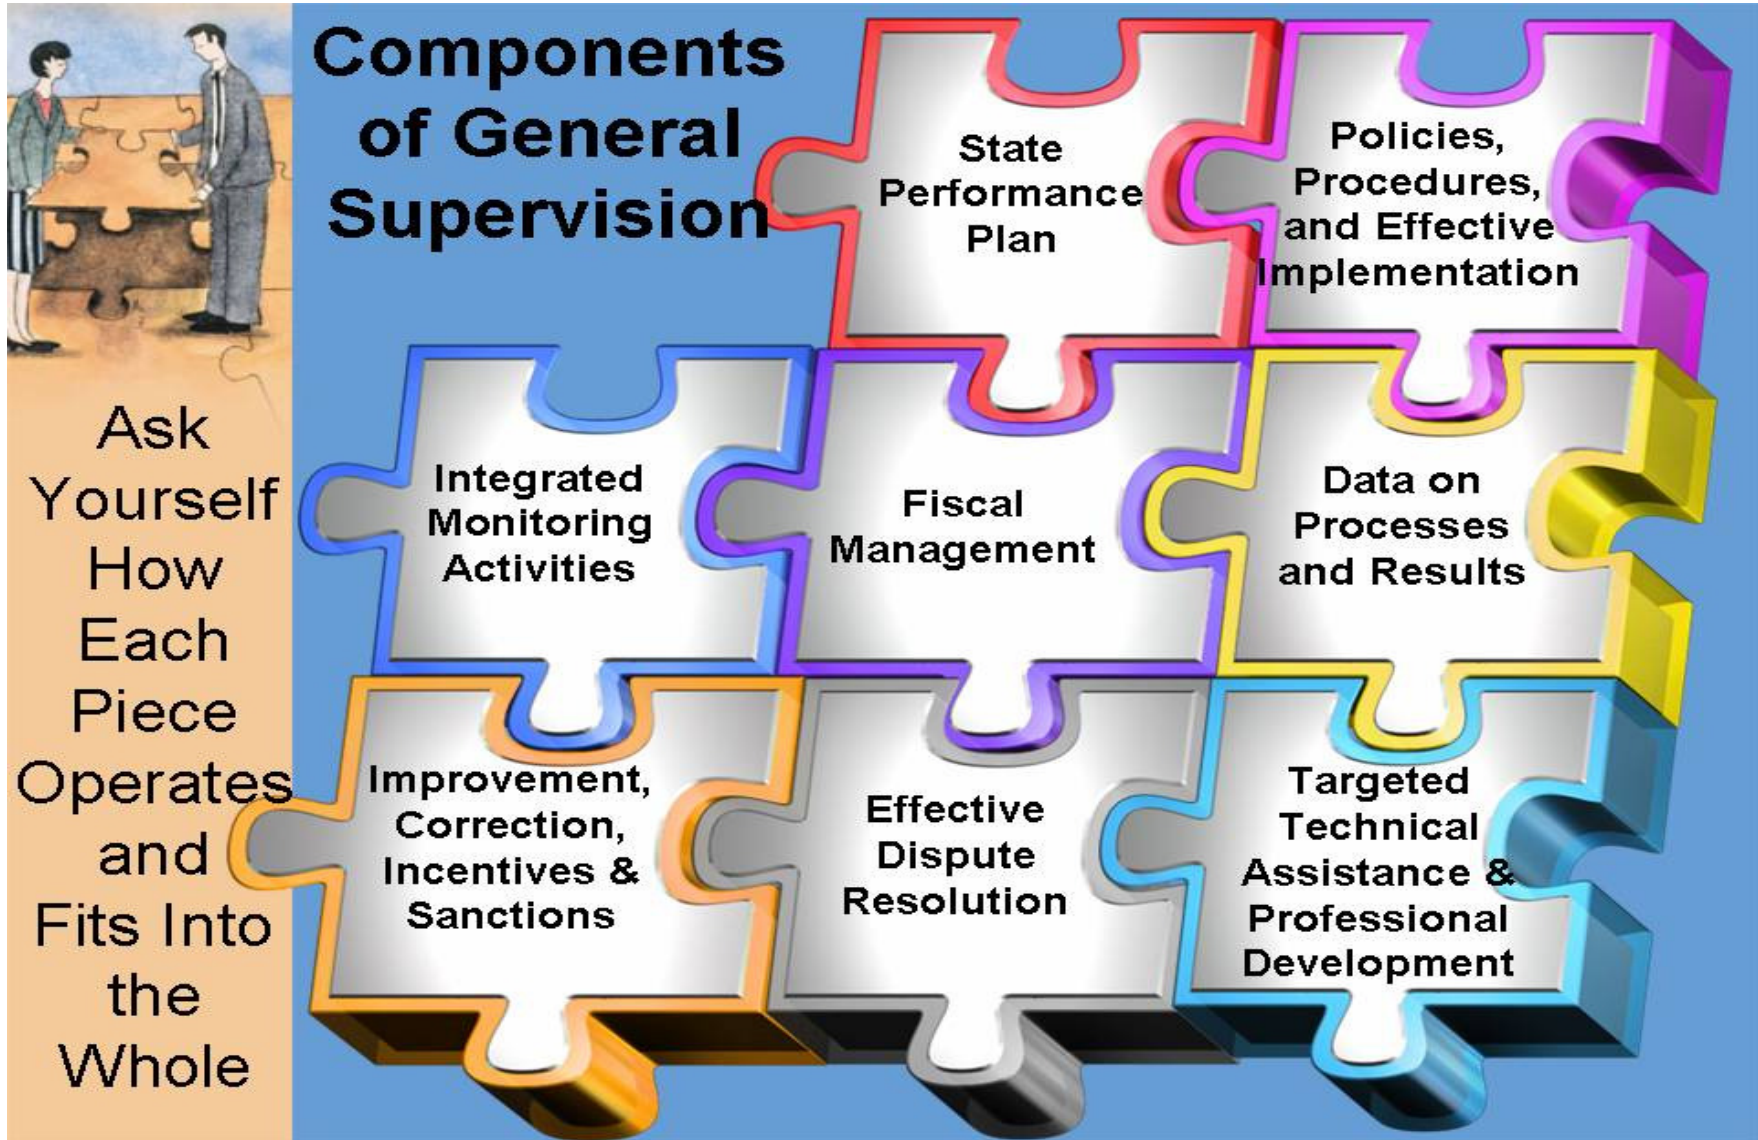 Components
of General
Supervision
Ask
Yourself
How
Each
Piece
Operates
and
Fits Into
the
Whole
State
Performance
Plan
Policies,
Procedures,
and Effective
Implementation
Integrated
Monitoring
Activities
Fiscal
Management
Data on
Processes
and Results
Improvement,
Correction,
Incentives &
Sanctions
Effective
Dispute
Resolution
Targeted
Technical
Assistance &
Professional
Development